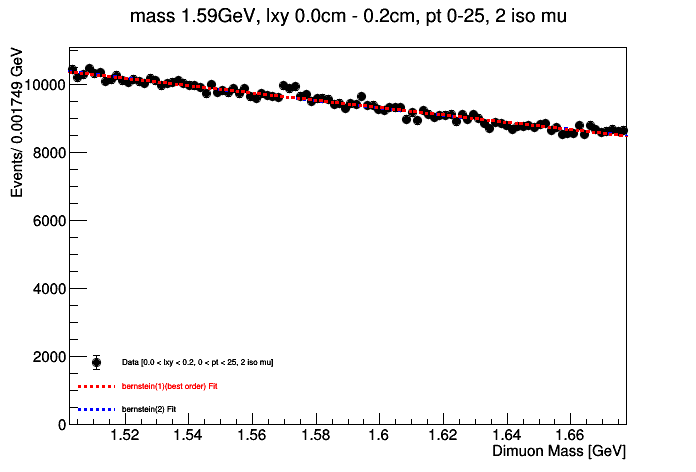 mass 1.59GeV, lxy 0.0cm - 0.2cm, pt 0-25, 2 iso mu
Events/ 0.001749 GeV
10000
8000
6000
4000
2000
0
Data [0.0 < lxy < 0.2, 0 < pt < 25, 2 iso mu]
bernstein(1)(best order) Fit
bernstein(2) Fit
1.52 1.54 1.56 1.58 1.6 1.62 1.64 1.66
Dimuon Mass [GeV]